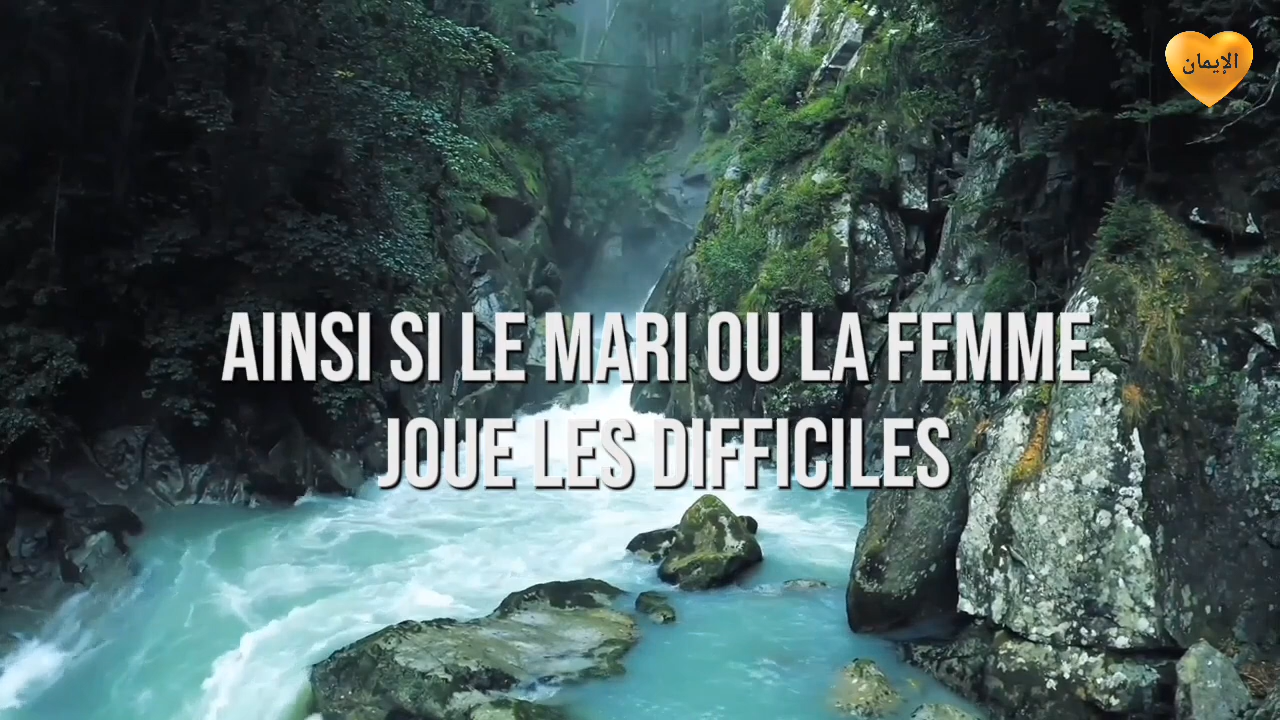 الإيمان
AINSI SI LE MARI OU LA FEMME
JOUE LES DIFFICILES